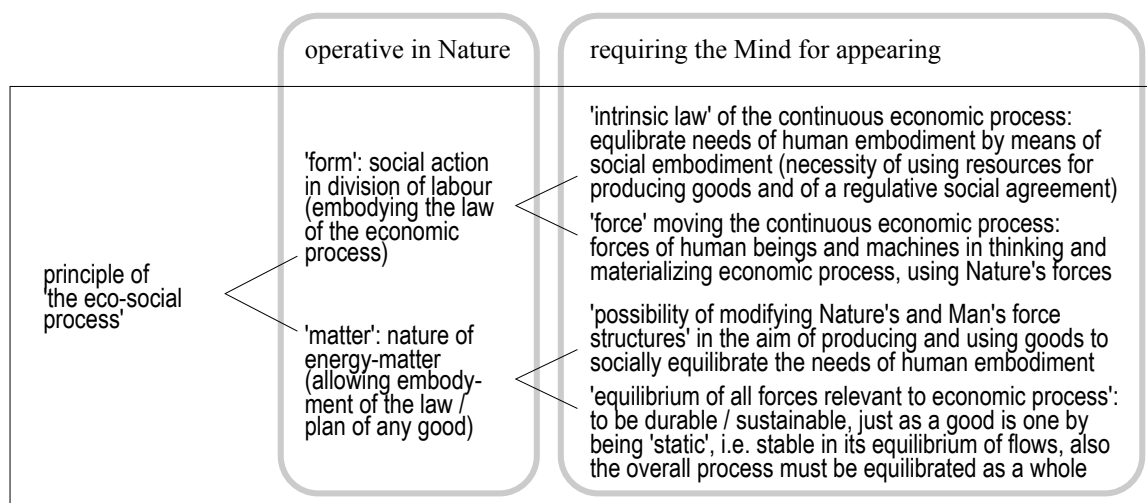 operative in Nature
requiring the Mind for appearing
'intrinsic law' of the continuous economic process:
equlibrate needs of human embodiment by means of
social embodiment (necessity of using resources for
producing goods and of a regulative social agreement)
'form': social action
in division of labour
(embodying the law
of the economic
process)
'force' moving the continuous economic process:
forces of human beings and machines in thinking and
materializing economic process, using Nature's forces
principle of
'the eco-social
process'
'possibility of modifying Nature's and Man's force
structures' in the aim of producing and using goods to
socially equilibrate the needs of human embodiment
'matter': nature of
energy-matter
(allowing embody-
ment of the law /
plan of any good)
'equilibrium of all forces relevant to economic process':
to be durable / sustainable, just as a good is one by
being 'static', i.e. stable in its equilibrium of flows, also
the overall process must be equilibrated as a whole